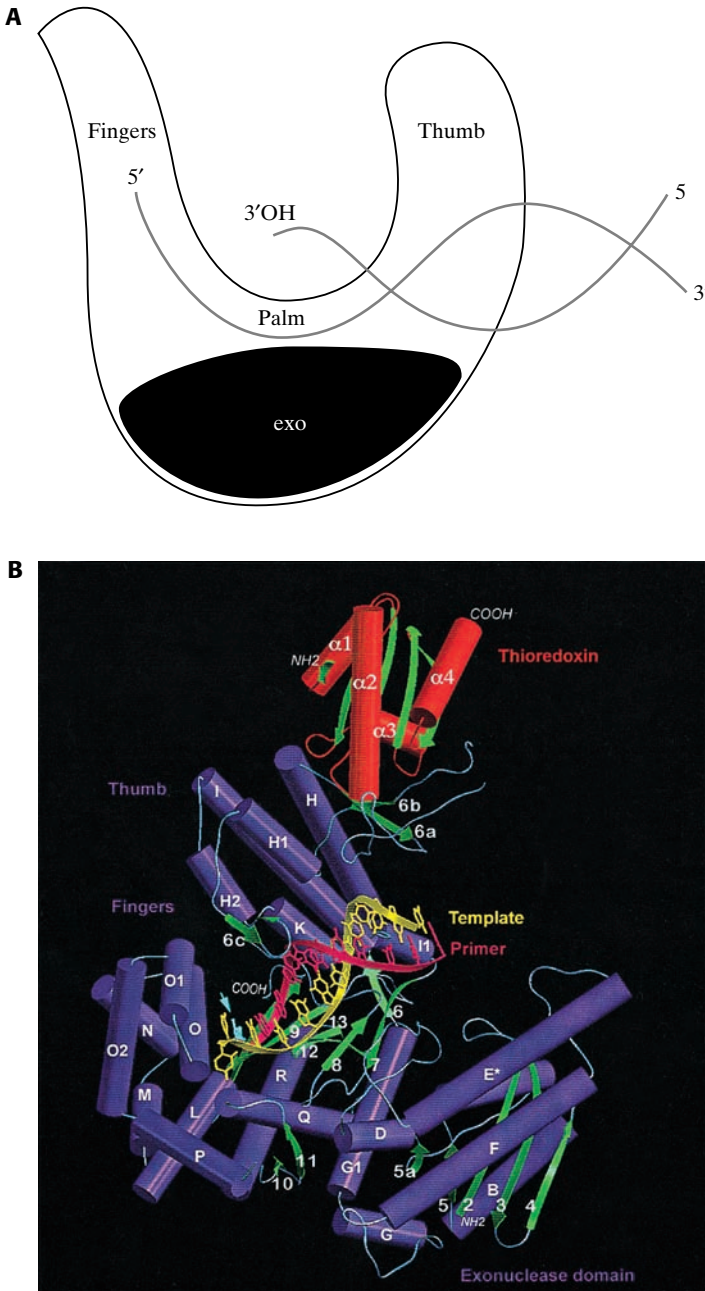 A
Fingers
Thumb
5′
3′OH
5
3
Palm
exo
B
COOH
α1
Thioredoxin
NH2
α2
α4
α3
Thumb
I
H
6b
H1
6a
Fingers
H2
K
Template
6c
I1
Primer
O1
COOH
N
O
9
13
6
O2
12
8
7
R
E*
M
L
Q
D
F
P
11
G1
5a
B
10
5
2
3
4
NH2
G
Exonuclease domain